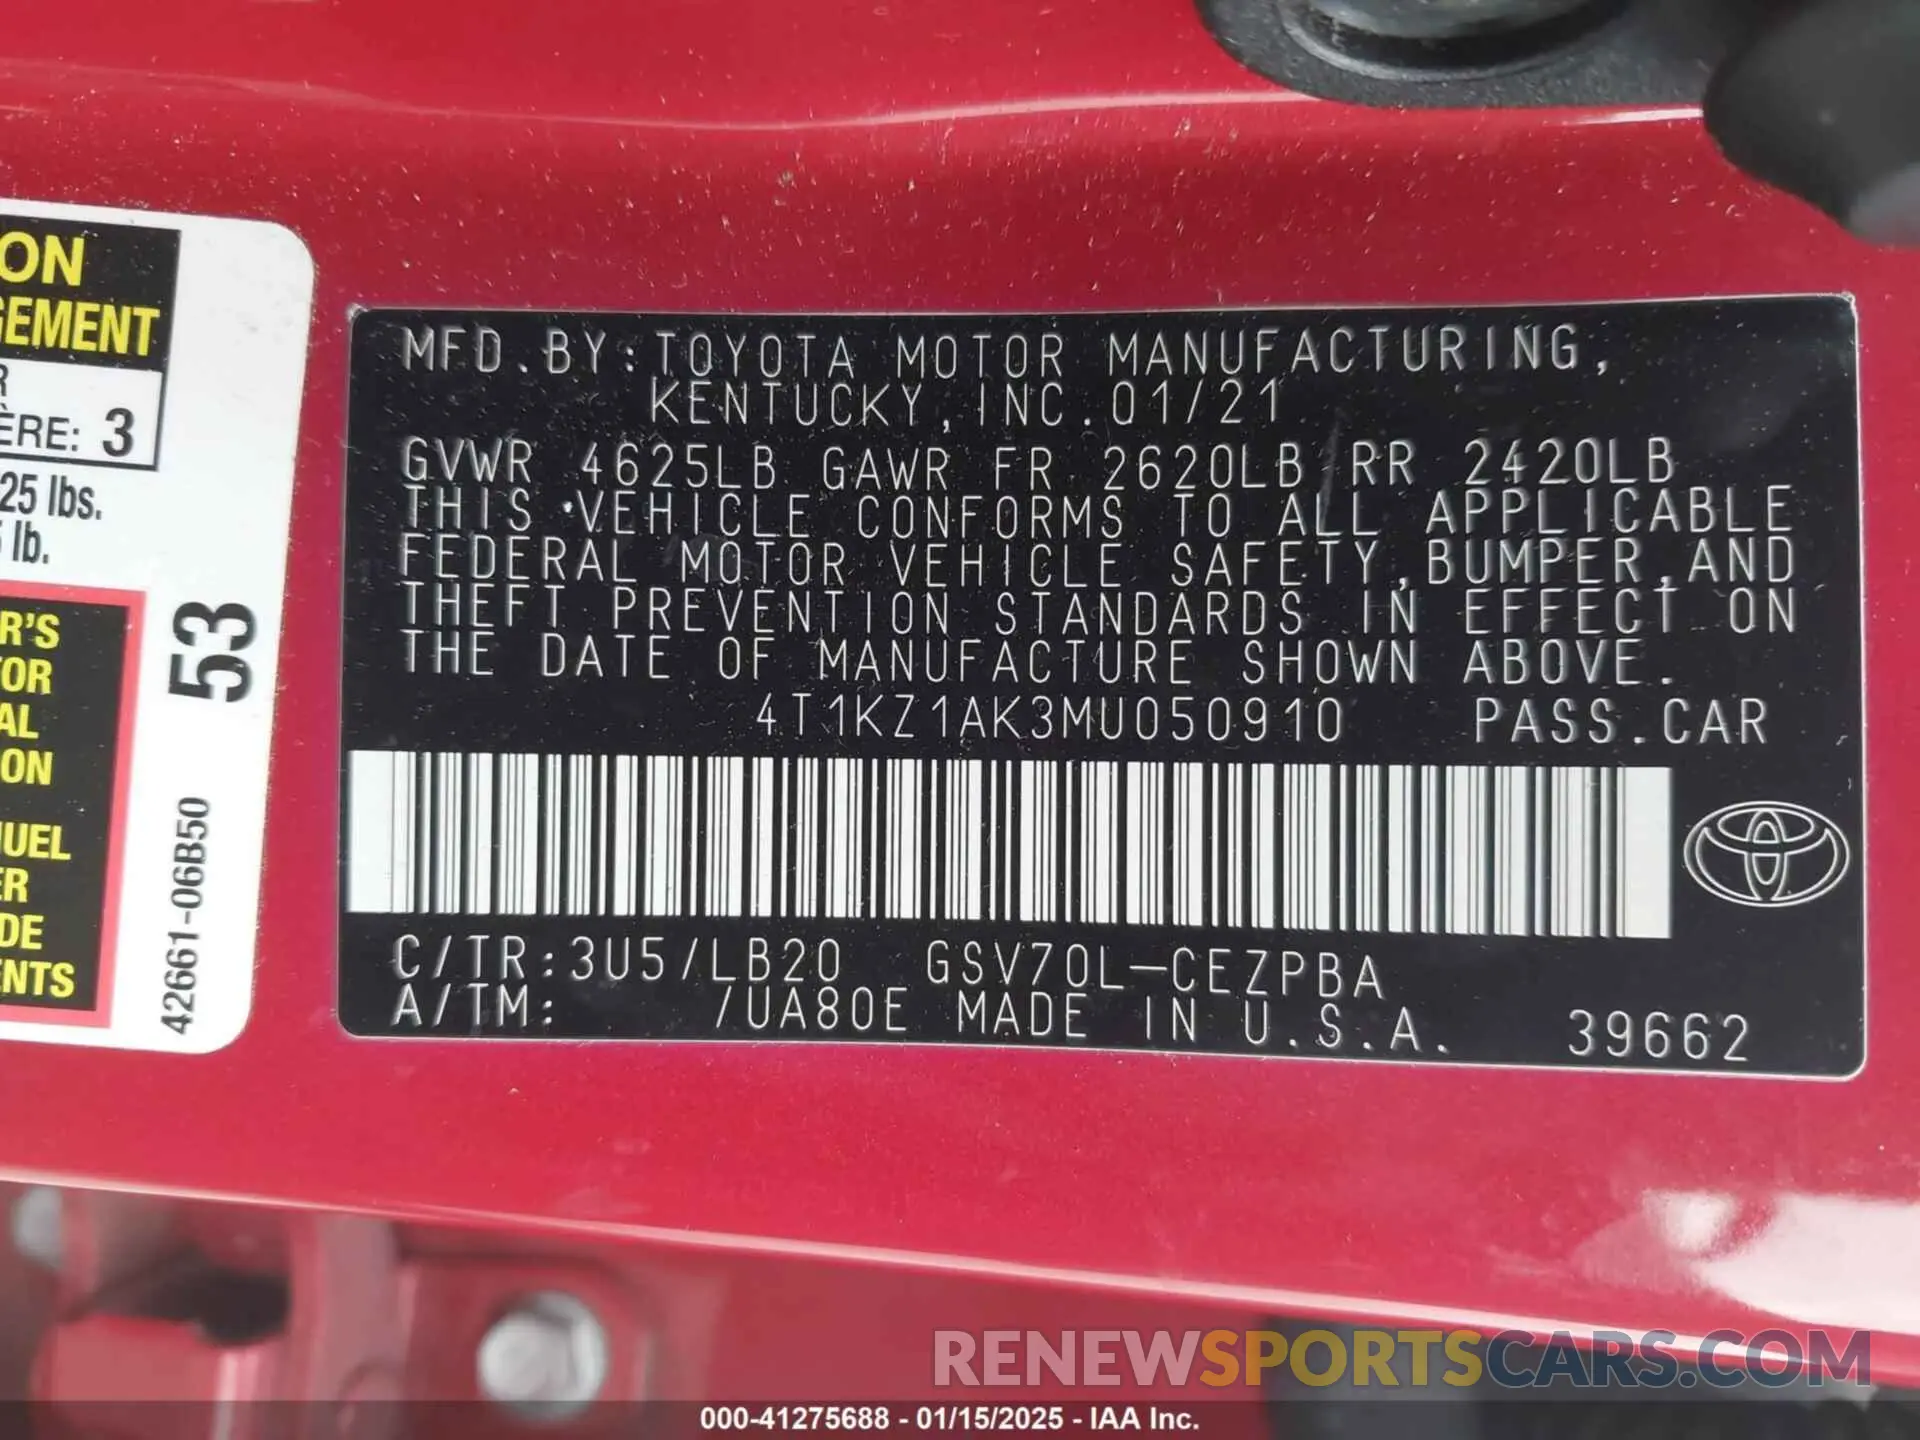 ON
GEMENT
R
ÈRE: 3
25 lbs.
5 lb.
R'S
TOR
AL
ION
NUEL
ER
DE
ENTS
53
42661-06B50
MFD.BY:TOYOTA MOTOR MANUFACTURING,
KENTUCKY,INC.01/21
GVWR 4625LB GAWR FR 2620LB RR 2420LB
THIS VEHICLE CONFORMS TO ALL APPLICABLE
FEDERAL MOTOR VEHICLE SAFETY,BUMPER,AND
THEFT PREVENTION STANDARDS IN EFFECT ON
THE DATE OF MANUFACTURE SHOWN ABOVE.
4T1KZ1AK3MU050910 PASS.CAR
C/TR:3U5/LB20 GSV70L-CEZPBA
A/TM: /UA80E MADE IN U.S.A. 39662
RENEWSPORTSCARS.COM
000-41275688 - 01/15/2025 - IAA Inc.